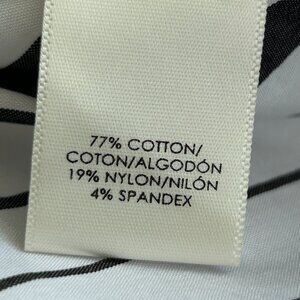 77% COTTON/
COTON/ALGODÓN
19% NYLON/NILÓN
4% SPANDEX